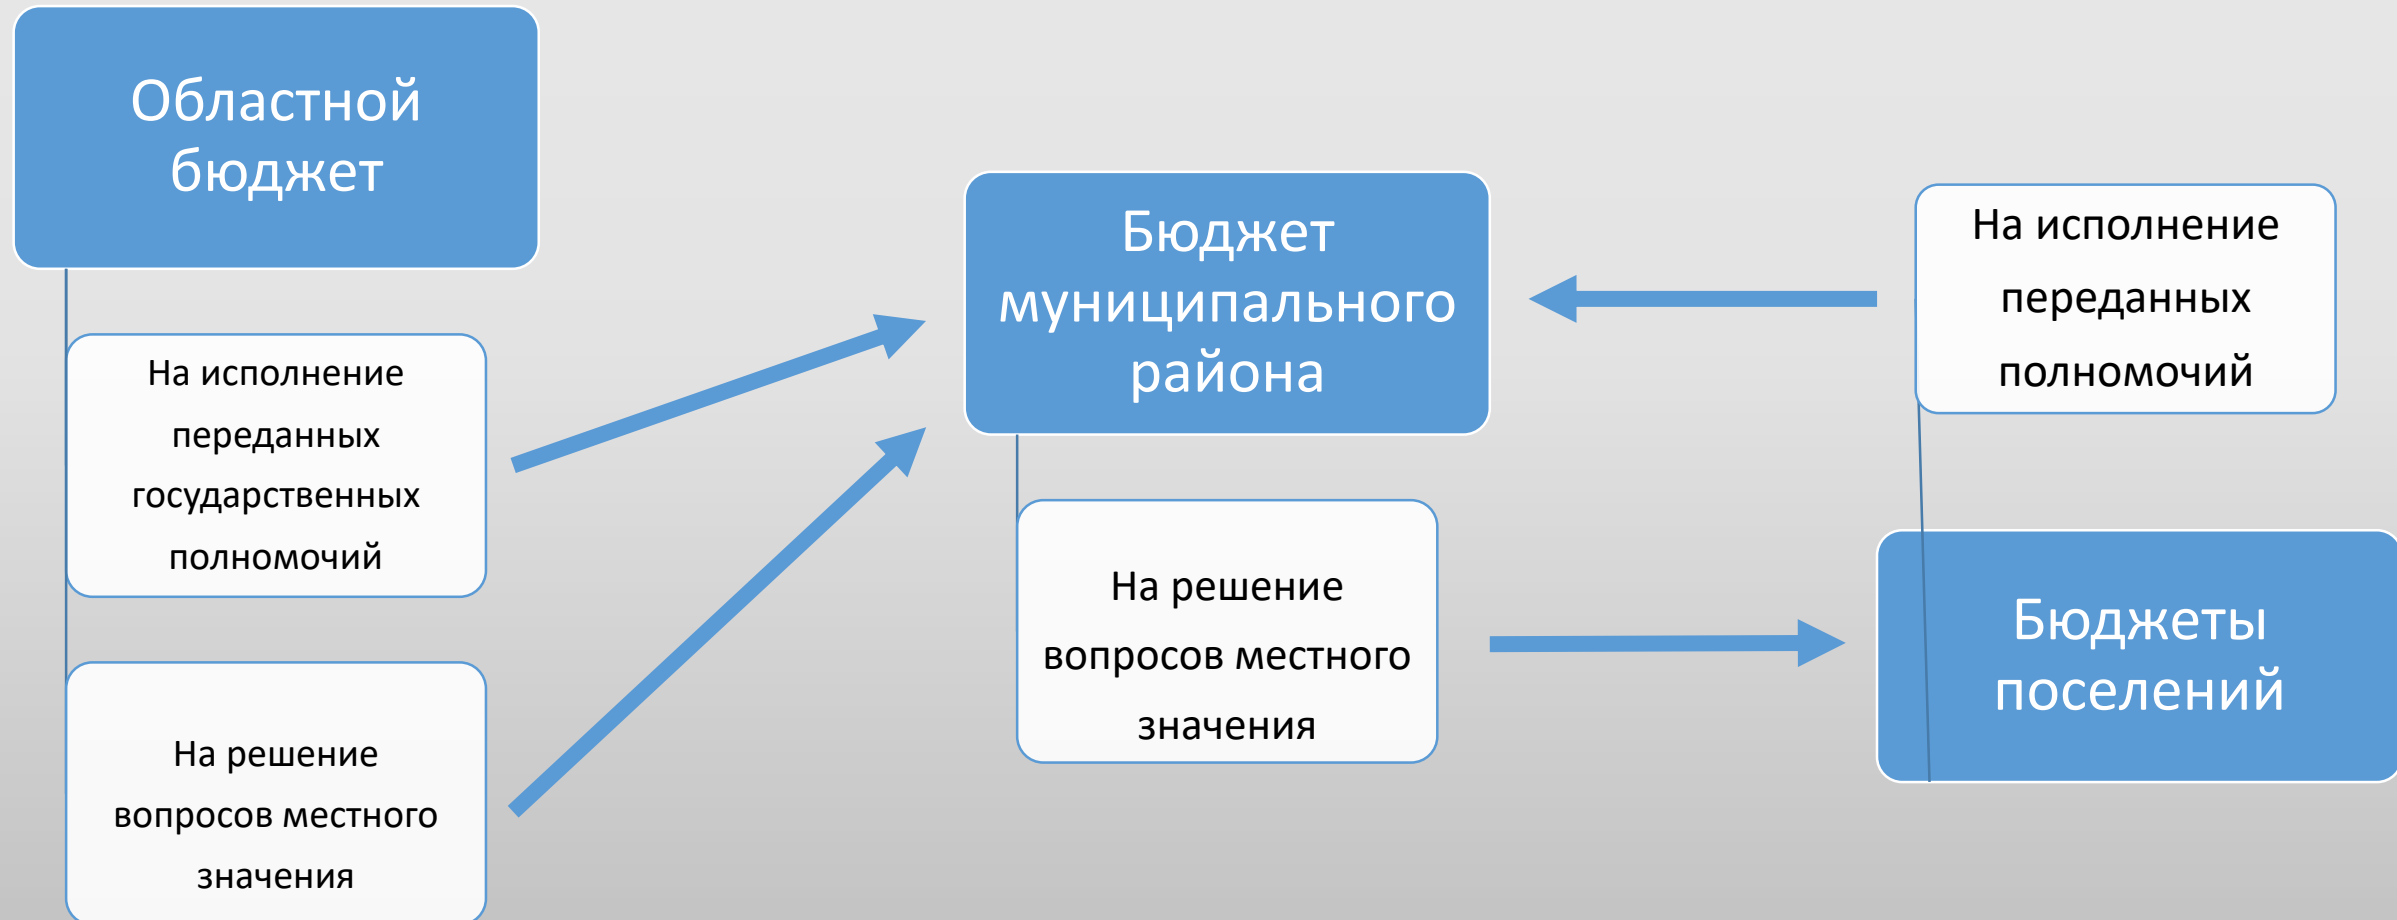 Областной
бюджет
На исполнение
переданных
государственных
полномочий
На решение
вопросов местного
значения
Бюджет
муниципального
района
На решение
вопросов местного
значения
На исполнение
переданных
полномочий
Бюджеты
поселений